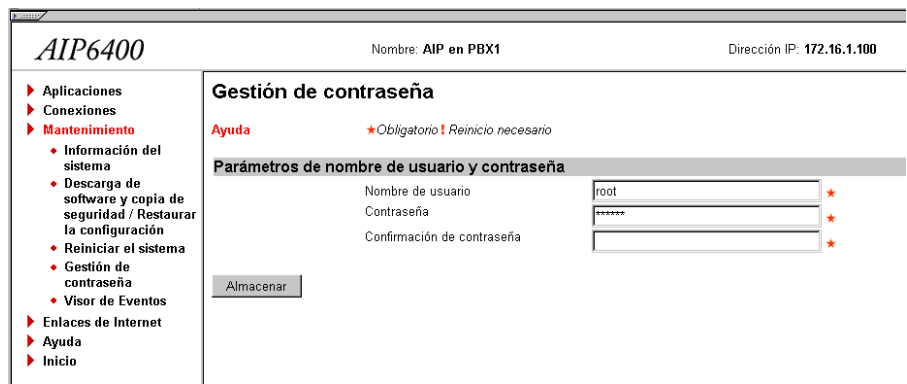 AIP6400
Nombre: AIP en PBX1
Dirección IP: 172.16.1.100
Aplicaciones
Conexiones
Mantenimiento
Información del
sistema
Descarga de
software y copia de
seguridad / Restaurar
la configuración
Reiniciar el sistema
Gestión de
contraseña
Visor de Eventos
Enlaces de Internet
Ayuda
Inicio
Gestión de contraseña
Ayuda
★Obligatorio ! Reinicio necesario
Parámetros de nombre de usuario y contraseña
Nombre de usuario
root
★
Contraseña
******
★
Confirmación de contraseña
★
Almacenar